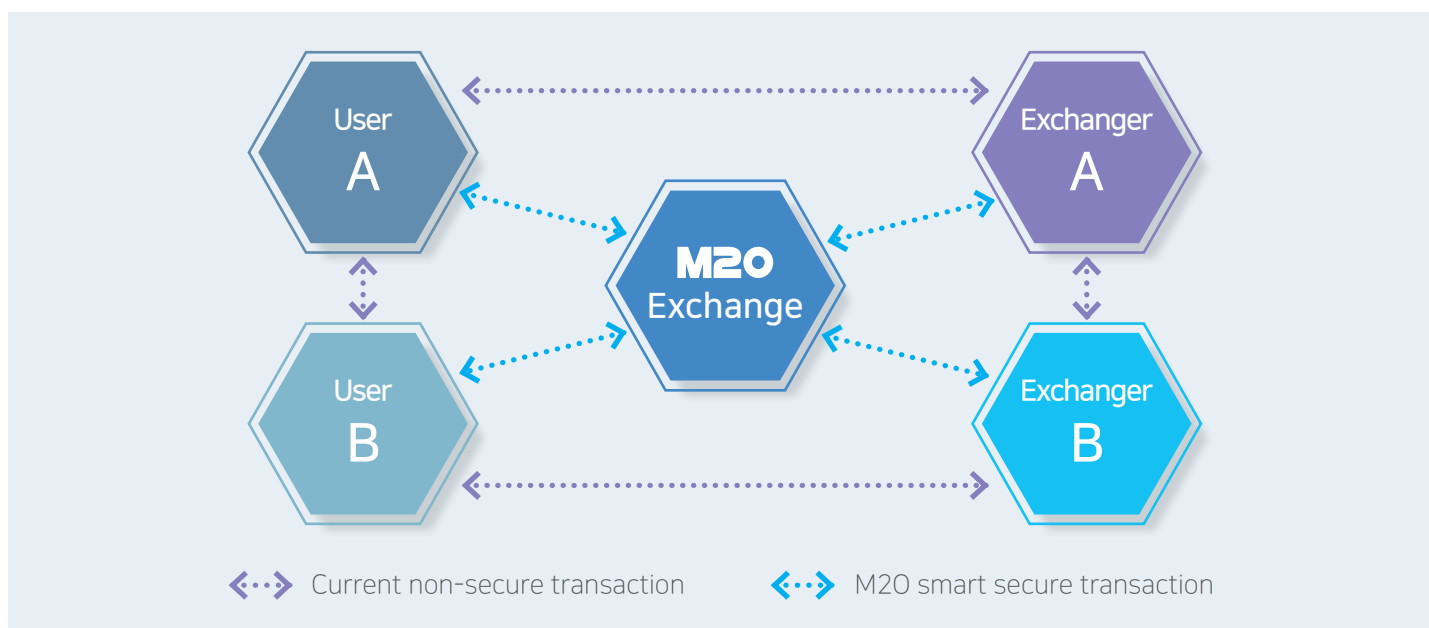 User
A
Exchanger
A
M2O
Exchange
User
B
Exchanger
B
Current non-secure transaction
M2O smart secure transaction